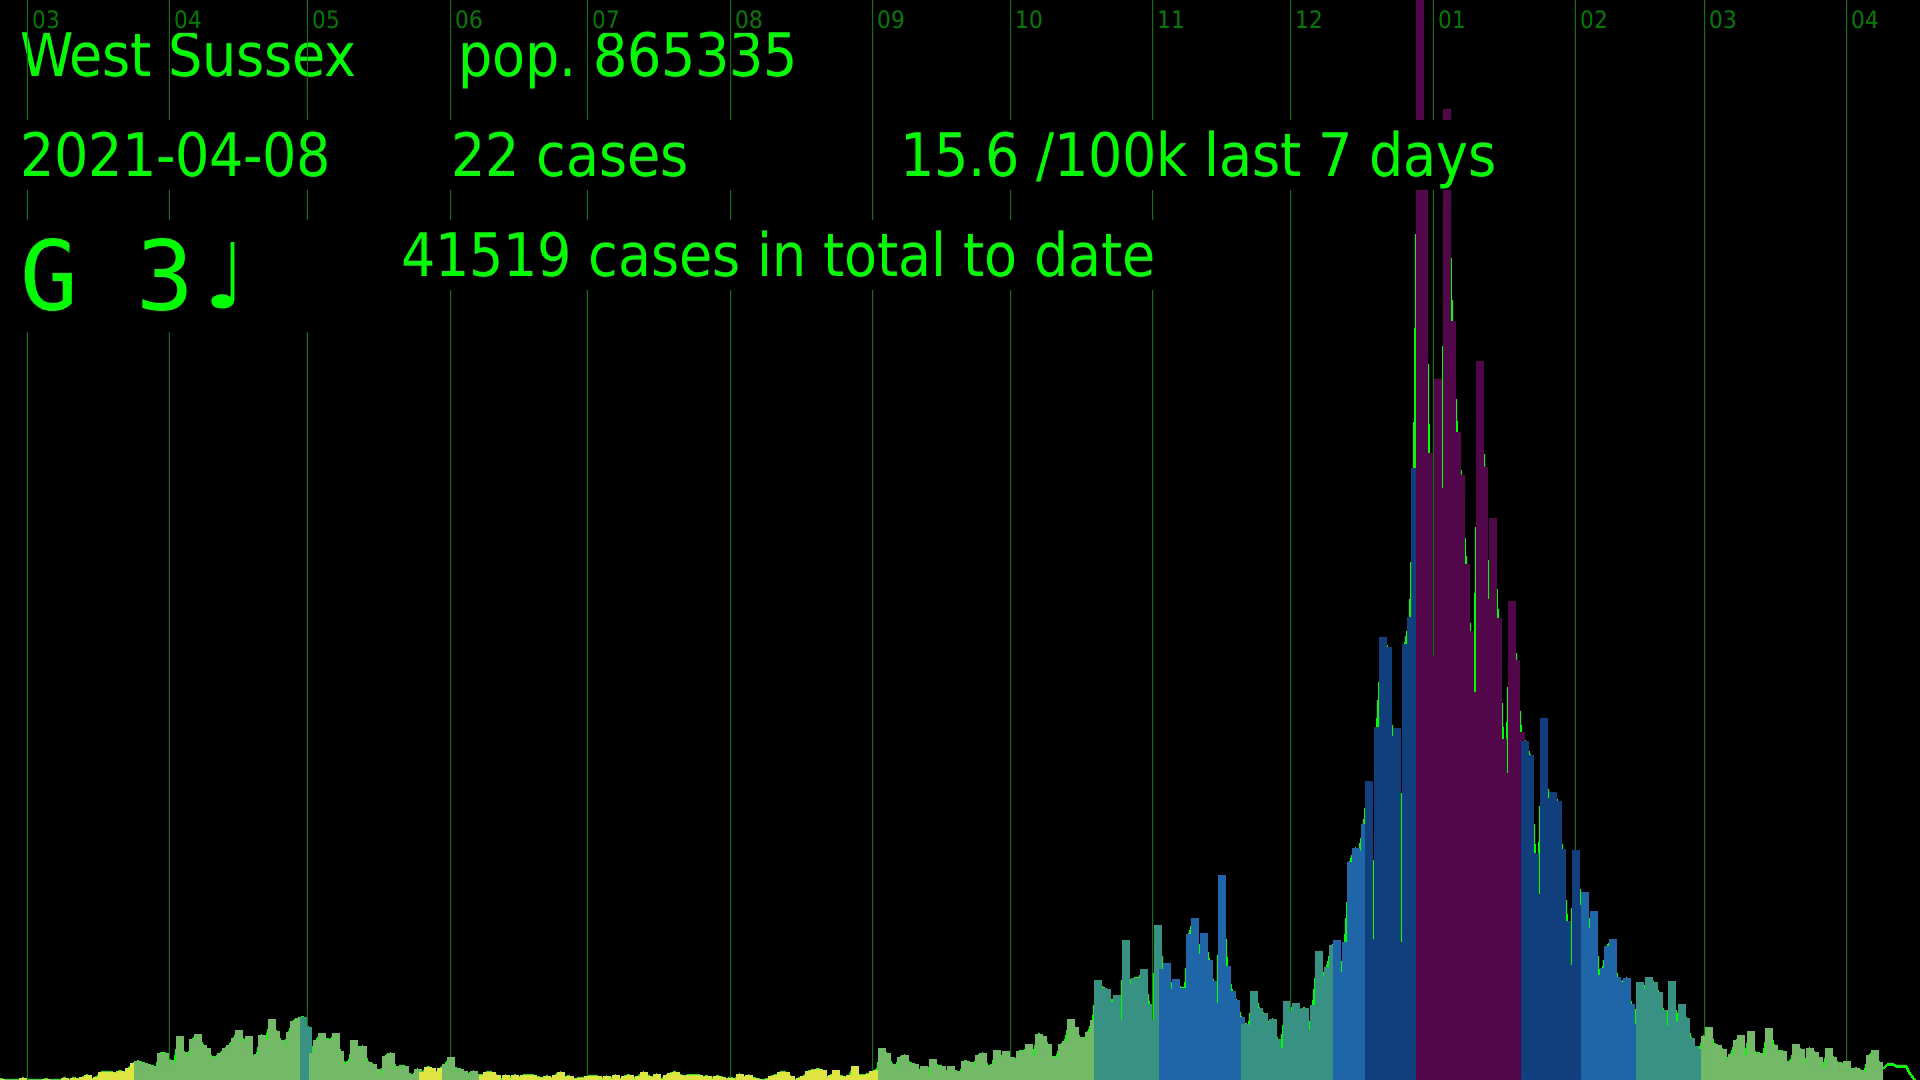 03 04 05 06 07 08 09 10 11 12 01 02 03 04
West Sussex pop. 865335
2021-04-08 22 cases 15.6 /100k last 7 days
G 3♩ 41519 cases in total to date